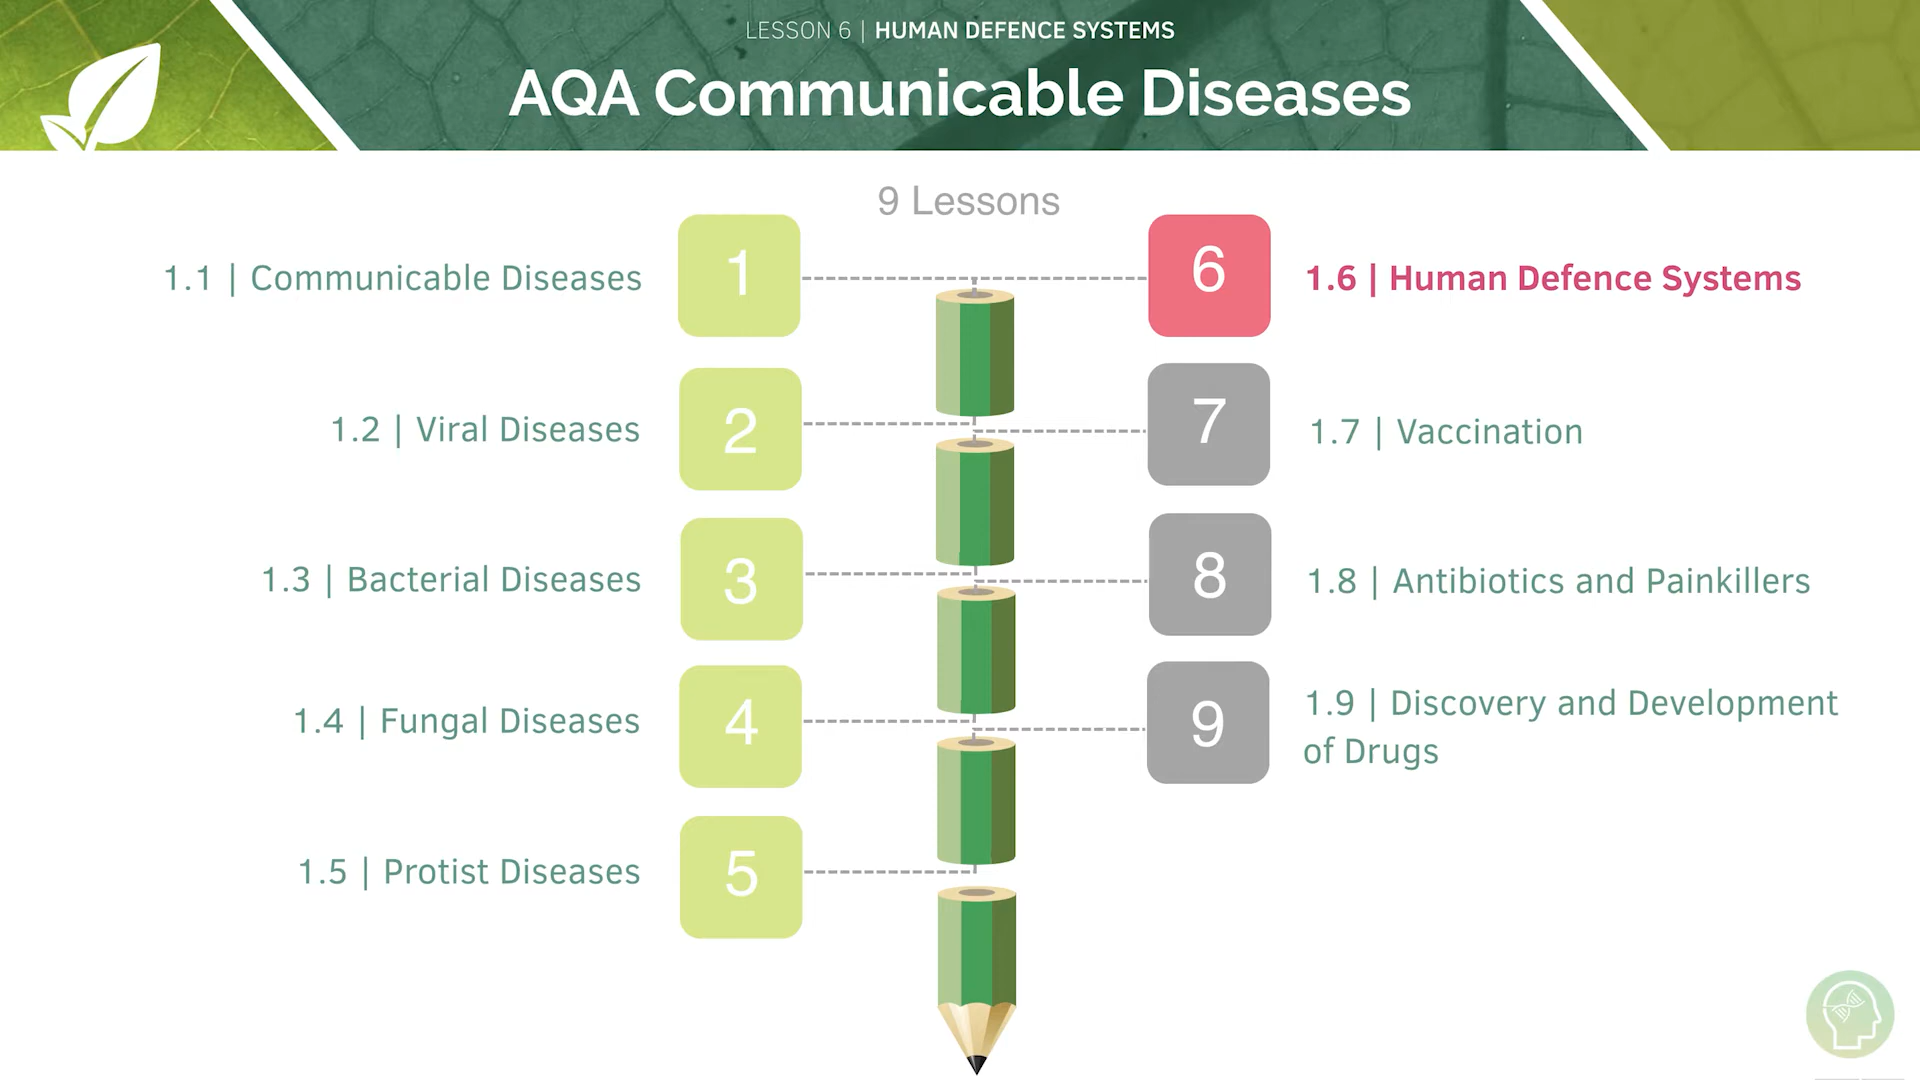 LESSON 6 | HUMAN DEFENCE SYSTEMS
AQA Communicable Diseases
9 Lessons
1.1 | Communicable Diseases
1
1.2 | Viral Diseases
2
1.3 | Bacterial Diseases
3
1.4 | Fungal Diseases
4
1.5 | Protist Diseases
5
6
1.6 | Human Defence Systems
7
1.7 | Vaccination
8
1.8 | Antibiotics and Painkillers
9
1.9 | Discovery and Development
of Drugs